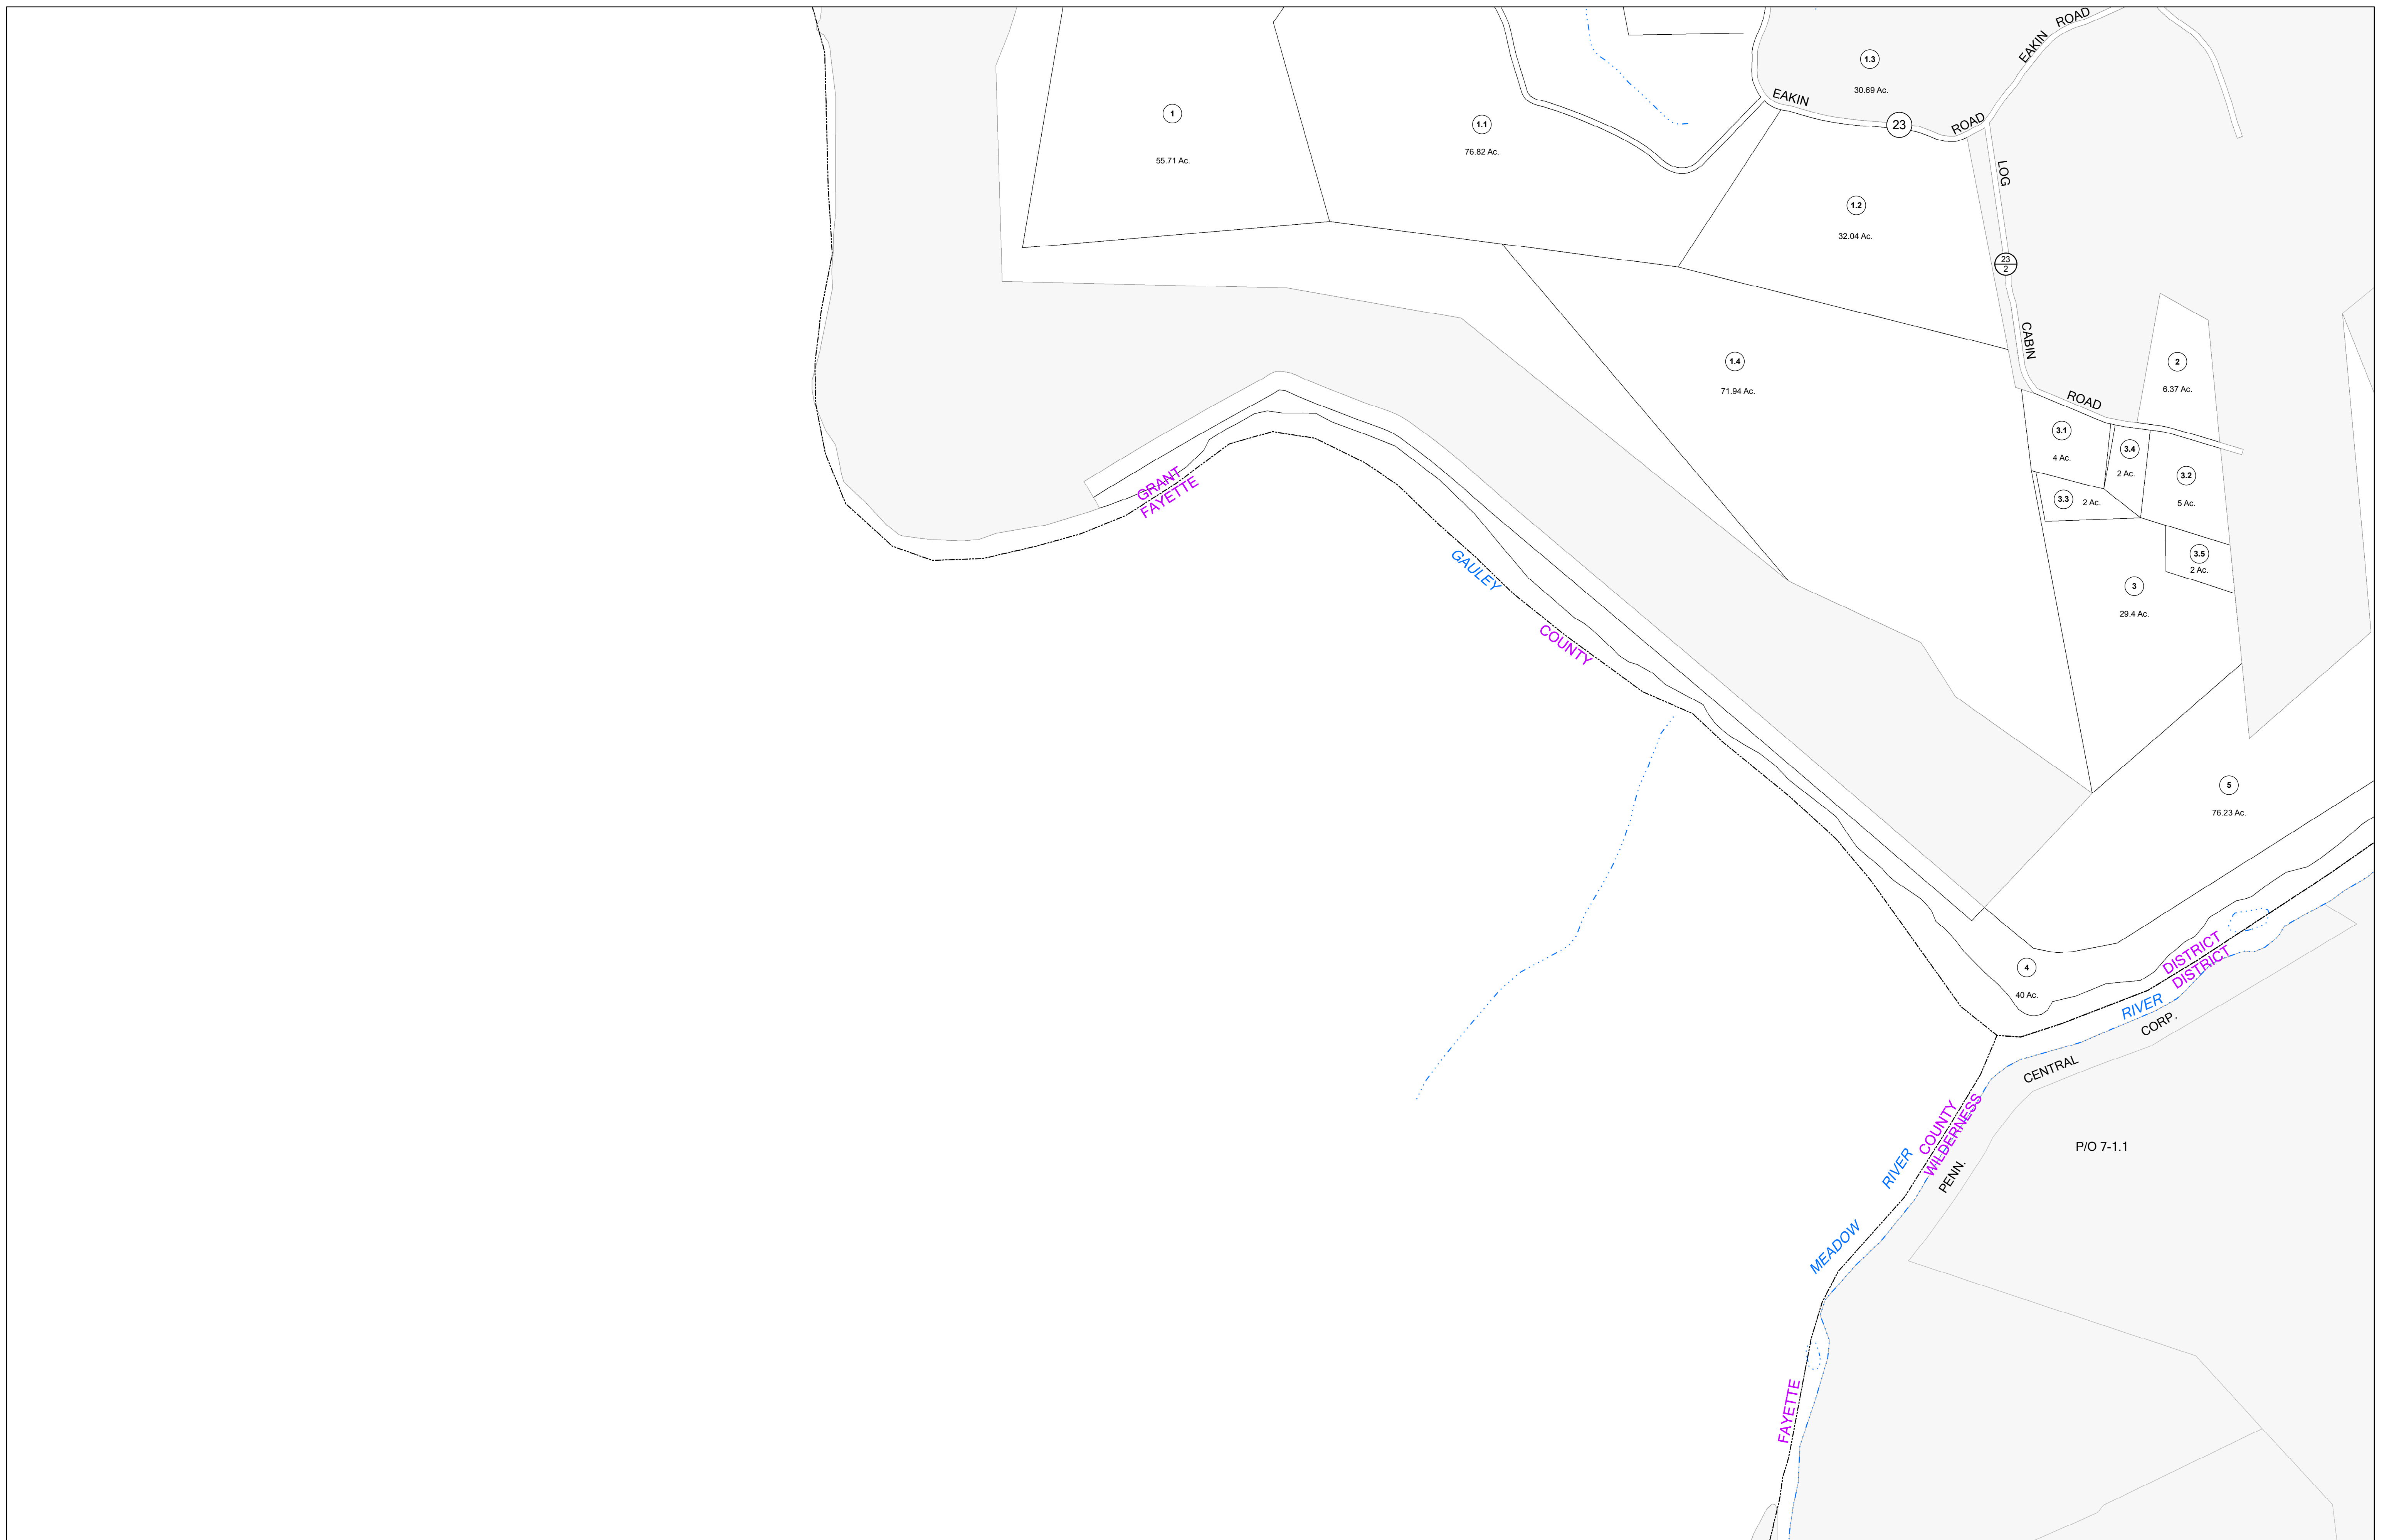 EAKIN ROAD
1.3
30.69 Ac.
EAKIN
23
ROAD
1
55.71 Ac.
1.1
76.82 Ac.
LOG
1.2
32.04 Ac.
23
2
CABIN
1.4
71.94 Ac.
2
6.37 Ac.
ROAD
3.1
4 Ac.
3.4
2 Ac.
3.2
5 Ac.
3.3
2 Ac.
3.5
2 Ac.
3
29.4 Ac.
GRANT
FAYETTE
GAULEY
COUNTY
5
76.23 Ac.
4
40 Ac.
DISTRICT
DISTRICT
RIVER
CORP.
CENTRAL
COUNTY
WILDERNESS
PENN.
P/O 7-1.1
RIVER
MEADOW
FAYETTE